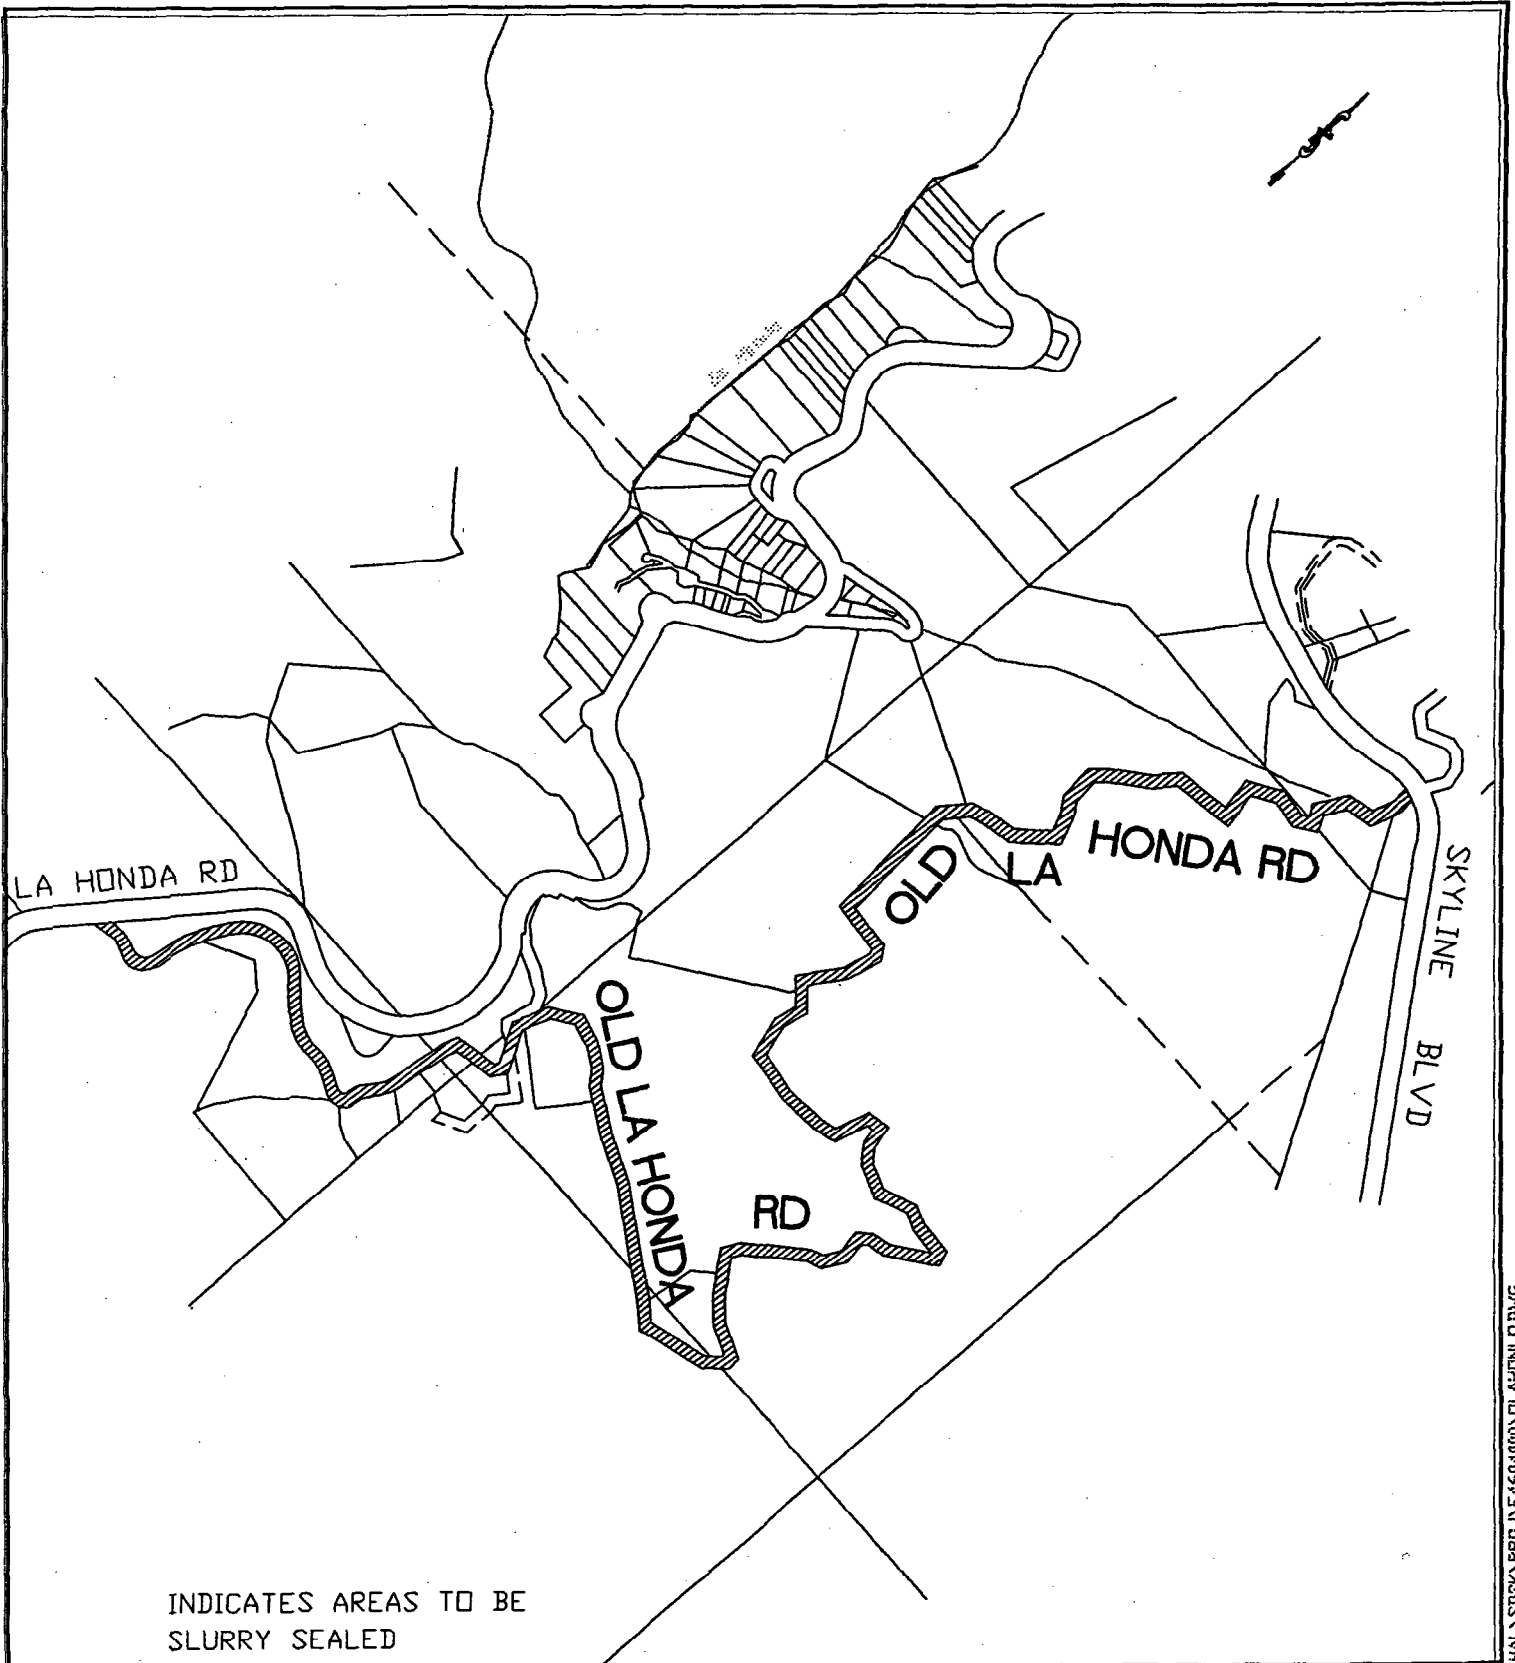 LA HONDA RD
OLD LA HONDA RD
OLD LA HONDA RD
SKYLINE BLVD
INDICATES AREAS TO BE
SLURRY SEALED